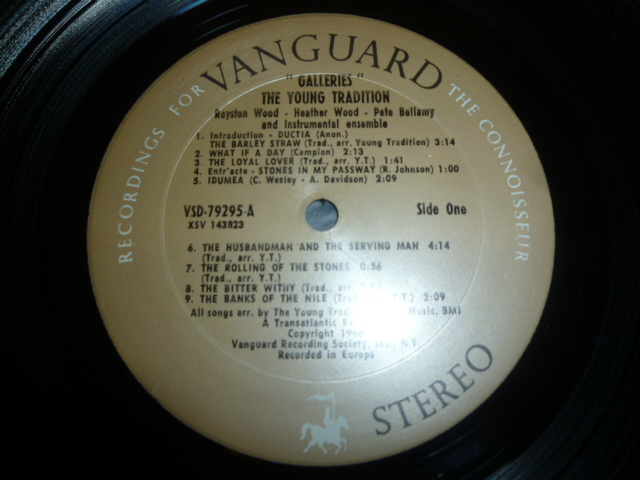 RECORDINGS FOR VANGUARD THE CONNOISSEUR
"GALLERIES"
THE YOUNG TRADITION
Royston Wood - Heather Wood - Pete Bellamy
and instrumental ensemble
1. Introduction - DUCTIA (Anon.)
THE BARLEY STRAW (Trad., arr. Young Tradition) 3:14
2. WHAT IF A DAY (Campion) 2:13
3. THE LOYAL LOVER (Trad., arr. Y.T.) 1:41
4. Entr'acte - STONES IN MY PASSWAY (R. Johnson) 1:00
5. IDUMEA (C. Wesley - A. Davidson) 2:09
VSD-79295-A Side One
XSV 143823
6. THE HUSBANDMAN AND THE SERVING MAN 4:14
(Trad., arr. Y.T.)
7. THE ROLLING OF THE STONES 0:56
(Trad., arr. Y.T.)
8. THE BITTER WITHY (Trad., arr. Y.T.)
9. THE BANKS OF THE NILE (Trad., Y.T.) 2:09
All songs arr. by The Young Music, BMI
A Transatlantic
Copyright
Vanguard Recording Society, Inc., N.Y.
Recorded in Europe
STEREO